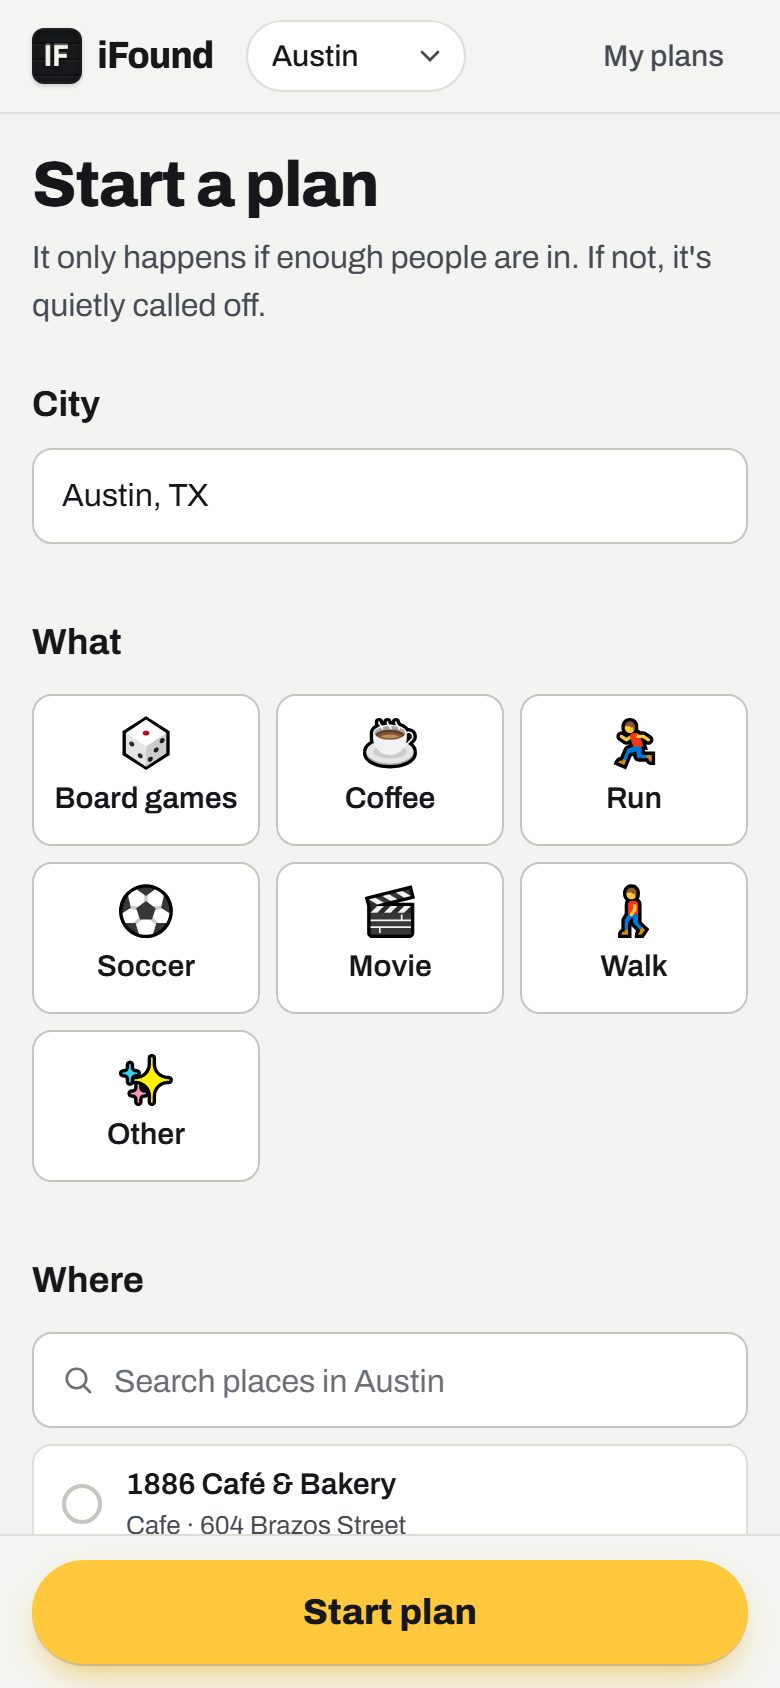 IF iFound Austin My plans
Start a plan
It only happens if enough people are in. If not, it's
quietly called off.
City
Austin, TX
What
Board games Coffee Run
Soccer Movie Walk
Other
Where
Search places in Austin
1886 Café & Bakery
Cafe · 604 Brazos Street
Start plan